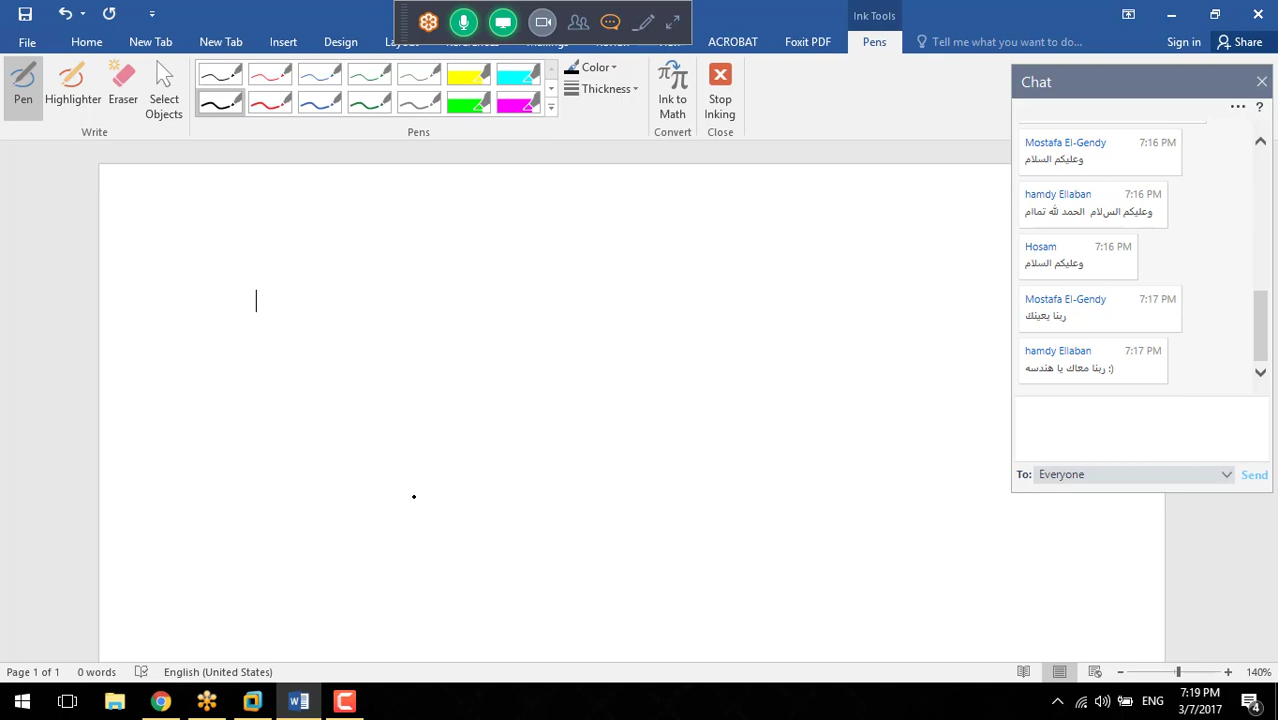 Ink Tools
File
Home
New Tab
New Tab
Insert
Design
ACROBAT
Foxit PDF
Pens
Tell me what you want to do...
Sign in
Share
Pen
Highlighter
Eraser
Select Objects
Color
Thickness
Ink to Math
Stop Inking
Write
Pens
Convert
Close
Chat
Mostafa El-Gendy 7:16 PM
وعليكم السلام
hamdy Ellaban 7:16 PM
وعليكم السلام الحمد لله تماام
Hosam 7:16 PM
وعليكم السلام
Mostafa El-Gendy 7:17 PM
ربنا يعينك
hamdy Ellaban 7:17 PM
ربنا معاك يا هندسه :)
To: Everyone
Send
Page 1 of 1
0 words
English (United States)
140%
ENG
7:19 PM
3/7/2017
4